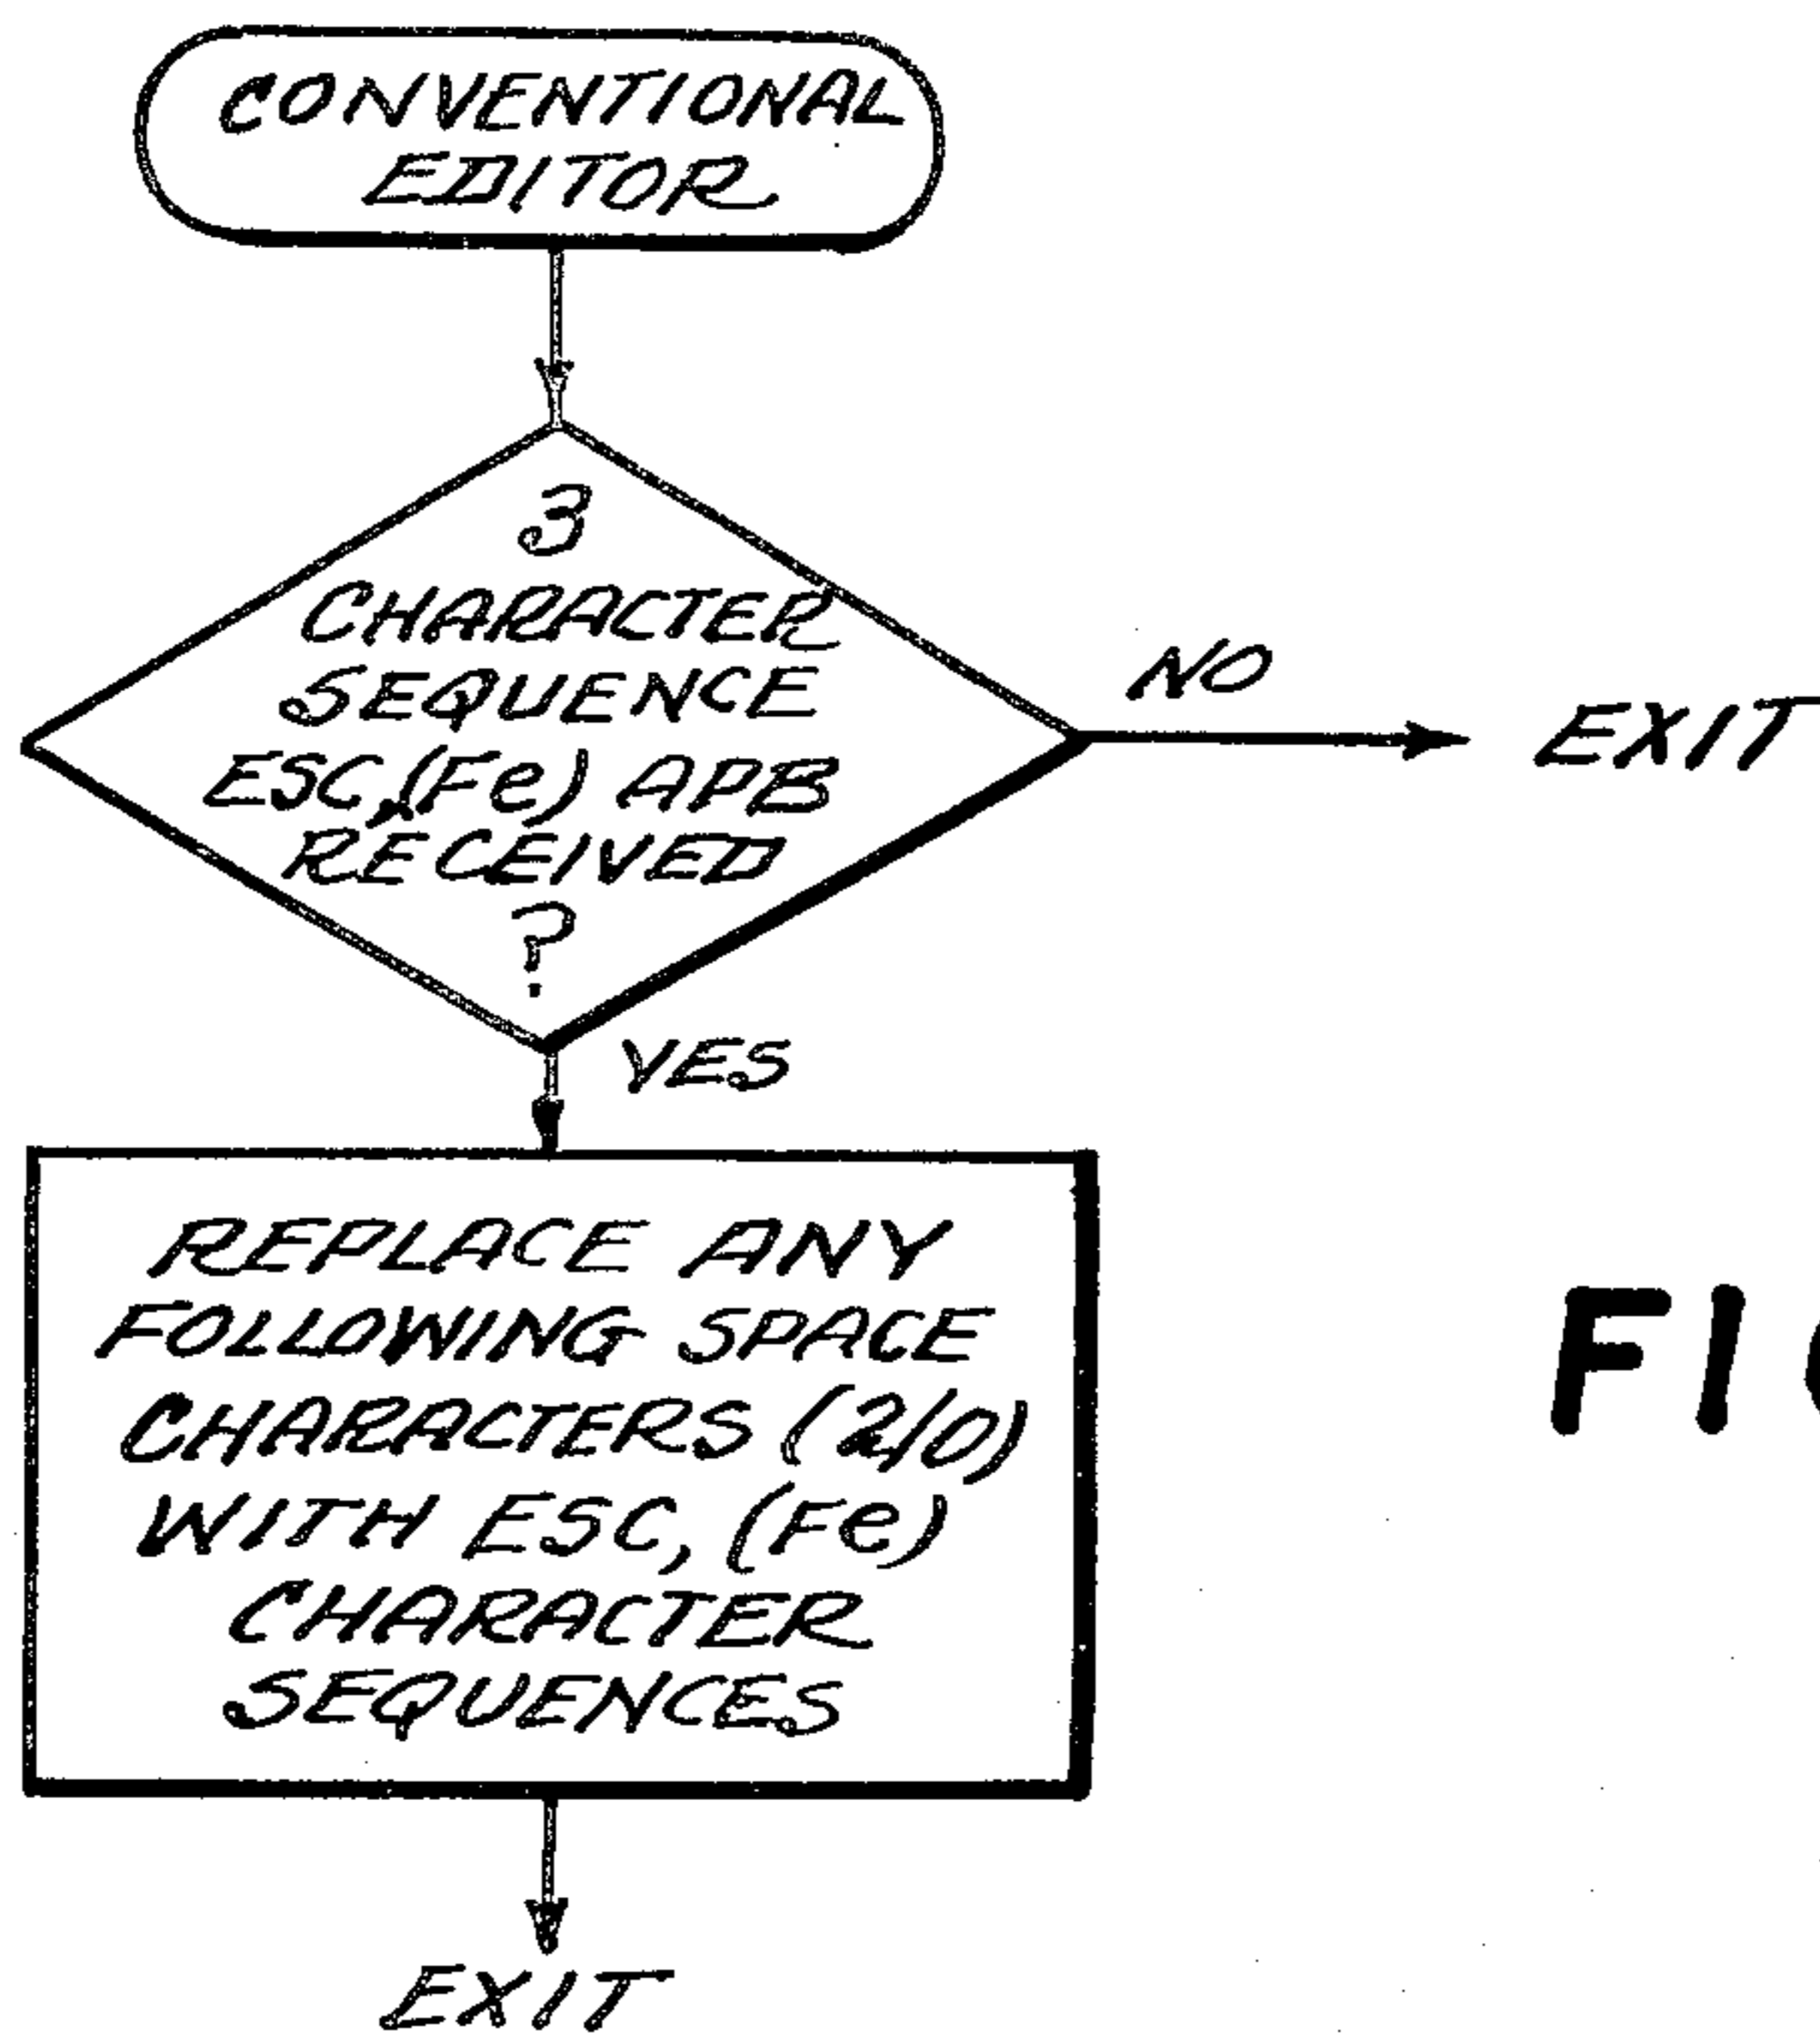 CONVENTIONAL
EDITOR
3
CHARACTER
SEQUENCE
ESC,(Fe) APB
RECEIVED
?
NO
EXIT
YES
REPLACE ANY
FOLLOWING SPACE
CHARACTERS (2/0)
WITH ESC, (Fe)
CHARACTER
SEQUENCES
EXIT